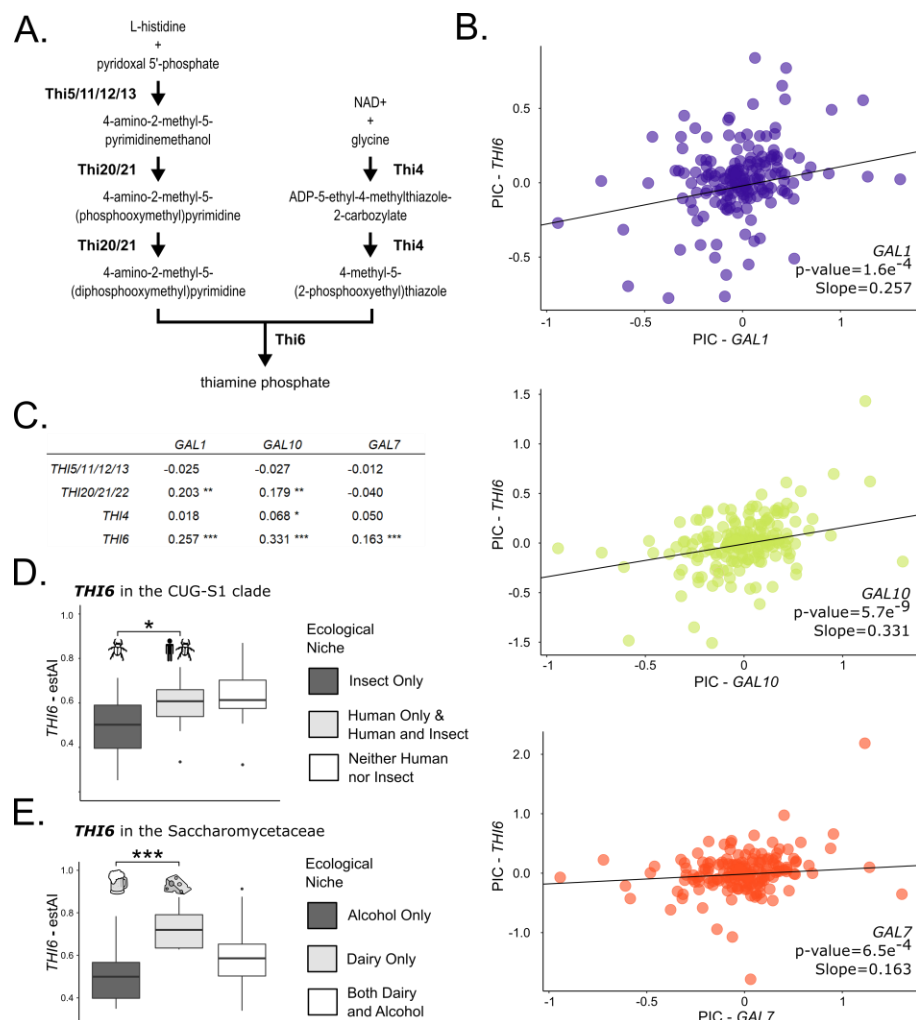 A.
L-histidine
+
pyridoxal 5'-phosphate
Thi5/11/12/13
4-amino-2-methyl-5-
pyrimidinemethanol
Thi20/21
4-amino-2-methyl-5-
(phosphooxymethyl)pyrimidine
Thi20/21
4-amino-2-methyl-5-
(diphosphooxymethyl)pyrimidine
NAD+
+
glycine
Thi4
ADP-5-ethyl-4-methylthiazole-
2-carbozylate
Thi4
4-methyl-5-
(2-phosphooxyethyl)thiazole
Thi6
thiamine phosphate
B.
PIC - THI6
0.5
0.0
-0.5
-1
-0.5
0
1
PIC - GAL1
GAL1
p-value=1.6e-4
Slope=0.257
PIC - THI6
1.5
1.0
0.5
0.0
-0.5
-1.5
-1
-0.5
0
1
PIC - GAL10
GAL10
p-value=5.7e-9
Slope=0.331
PIC - THI6
2.0
1.0
0.0
-1.0
-1
-0.5
0
1
PIC - GAL7
GAL7
p-value=6.5e-4
Slope=0.163
C.
GAL1 GAL10 GAL7
THI5/11/12/13 -0.025 -0.027 -0.012
THI20/21/22 0.203 ** 0.179 ** -0.040
THI4 0.018 0.068 * 0.050
THI6 0.257 *** 0.331 *** 0.163 ***
D.
THI6 in the CUG-S1 clade
THI6 - estAI
1.0
0.8
0.6
0.4
*
Ecological
Niche
Insect Only
Human Only &
Human and Insect
Neither Human
nor Insect
E.
THI6 in the Saccharomycetaceae
THI6 - estAI
1.0
0.8
0.6
0.4
***
Ecological
Niche
Alcohol Only
Dairy Only
Both Dairy
and Alcohol